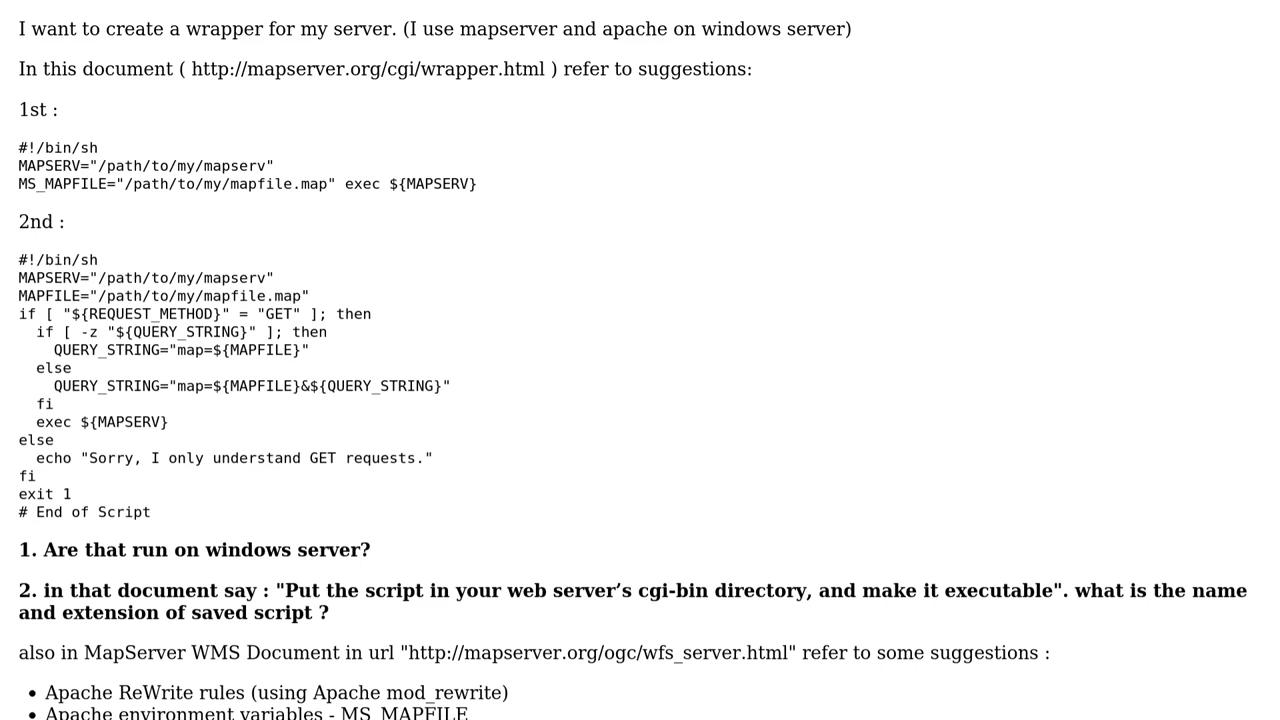 I want to create a wrapper for my server. (I use mapserver and apache on windows server)
In this document ( http://mapserver.org/cgi/wrapper.html ) refer to suggestions:
1st :
#!/bin/sh
MAPSERV="/path/to/my/mapserv"
MS_MAPFILE="/path/to/my/mapfile.map" exec ${MAPSERV}
2nd :
#!/bin/sh
MAPSERV="/path/to/my/mapserv"
MAPFILE="/path/to/my/mapfile.map"
if [ "${REQUEST_METHOD}" = "GET" ]; then
  if [ -z "${QUERY_STRING}" ]; then
    QUERY_STRING="map=${MAPFILE}"
  else
    QUERY_STRING="map=${MAPFILE}&${QUERY_STRING}"
  fi
  exec ${MAPSERV}
else
  echo "Sorry, I only understand GET requests."
fi
exit 1
# End of Script
1. Are that run on windows server?
2. in that document say : "Put the script in your web server’s cgi-bin directory, and make it executable". what is the name
and extension of saved script ?
also in MapServer WMS Document in url "http://mapserver.org/ogc/wfs_server.html" refer to some suggestions :
• Apache ReWrite rules (using Apache mod_rewrite)
• Apache environment variables - MS_MAPFILE